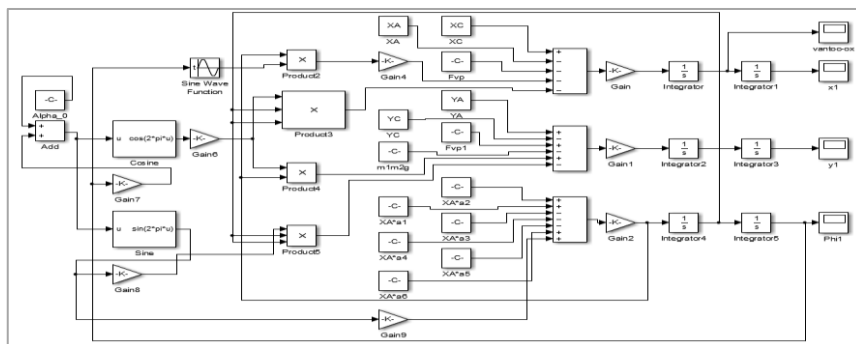 XA
XA
XC
XC
vantoc-ox
t
Sine Wave
Function
×
Product2
-K-
Gain4
-C-
Fvp
-K-
Gain
1
s
Integrator
1
s
Integrator1
x1
-C-
Alpha_0
Add
×
Product3
YA
YA
YC
YC
-C-
Fvp1
-C-
m1m2g
u cos(2*pi*u)
Cosine
-K-
Gain6
-K-
Gain7
×
Product4
-K-
Gain1
1
s
Integrator2
1
s
Integrator3
y1
u sin(2*pi*u)
Sine
-K-
Gain8
×
Product5
-C-
XA*a2
-C-
XA*a1
-C-
XA*a3
-C-
XA*a4
-C-
XA*a5
-C-
XA*a6
-K-
Gain2
1
s
Integrator4
1
s
Integrator5
Phi1
-K-
Gain9